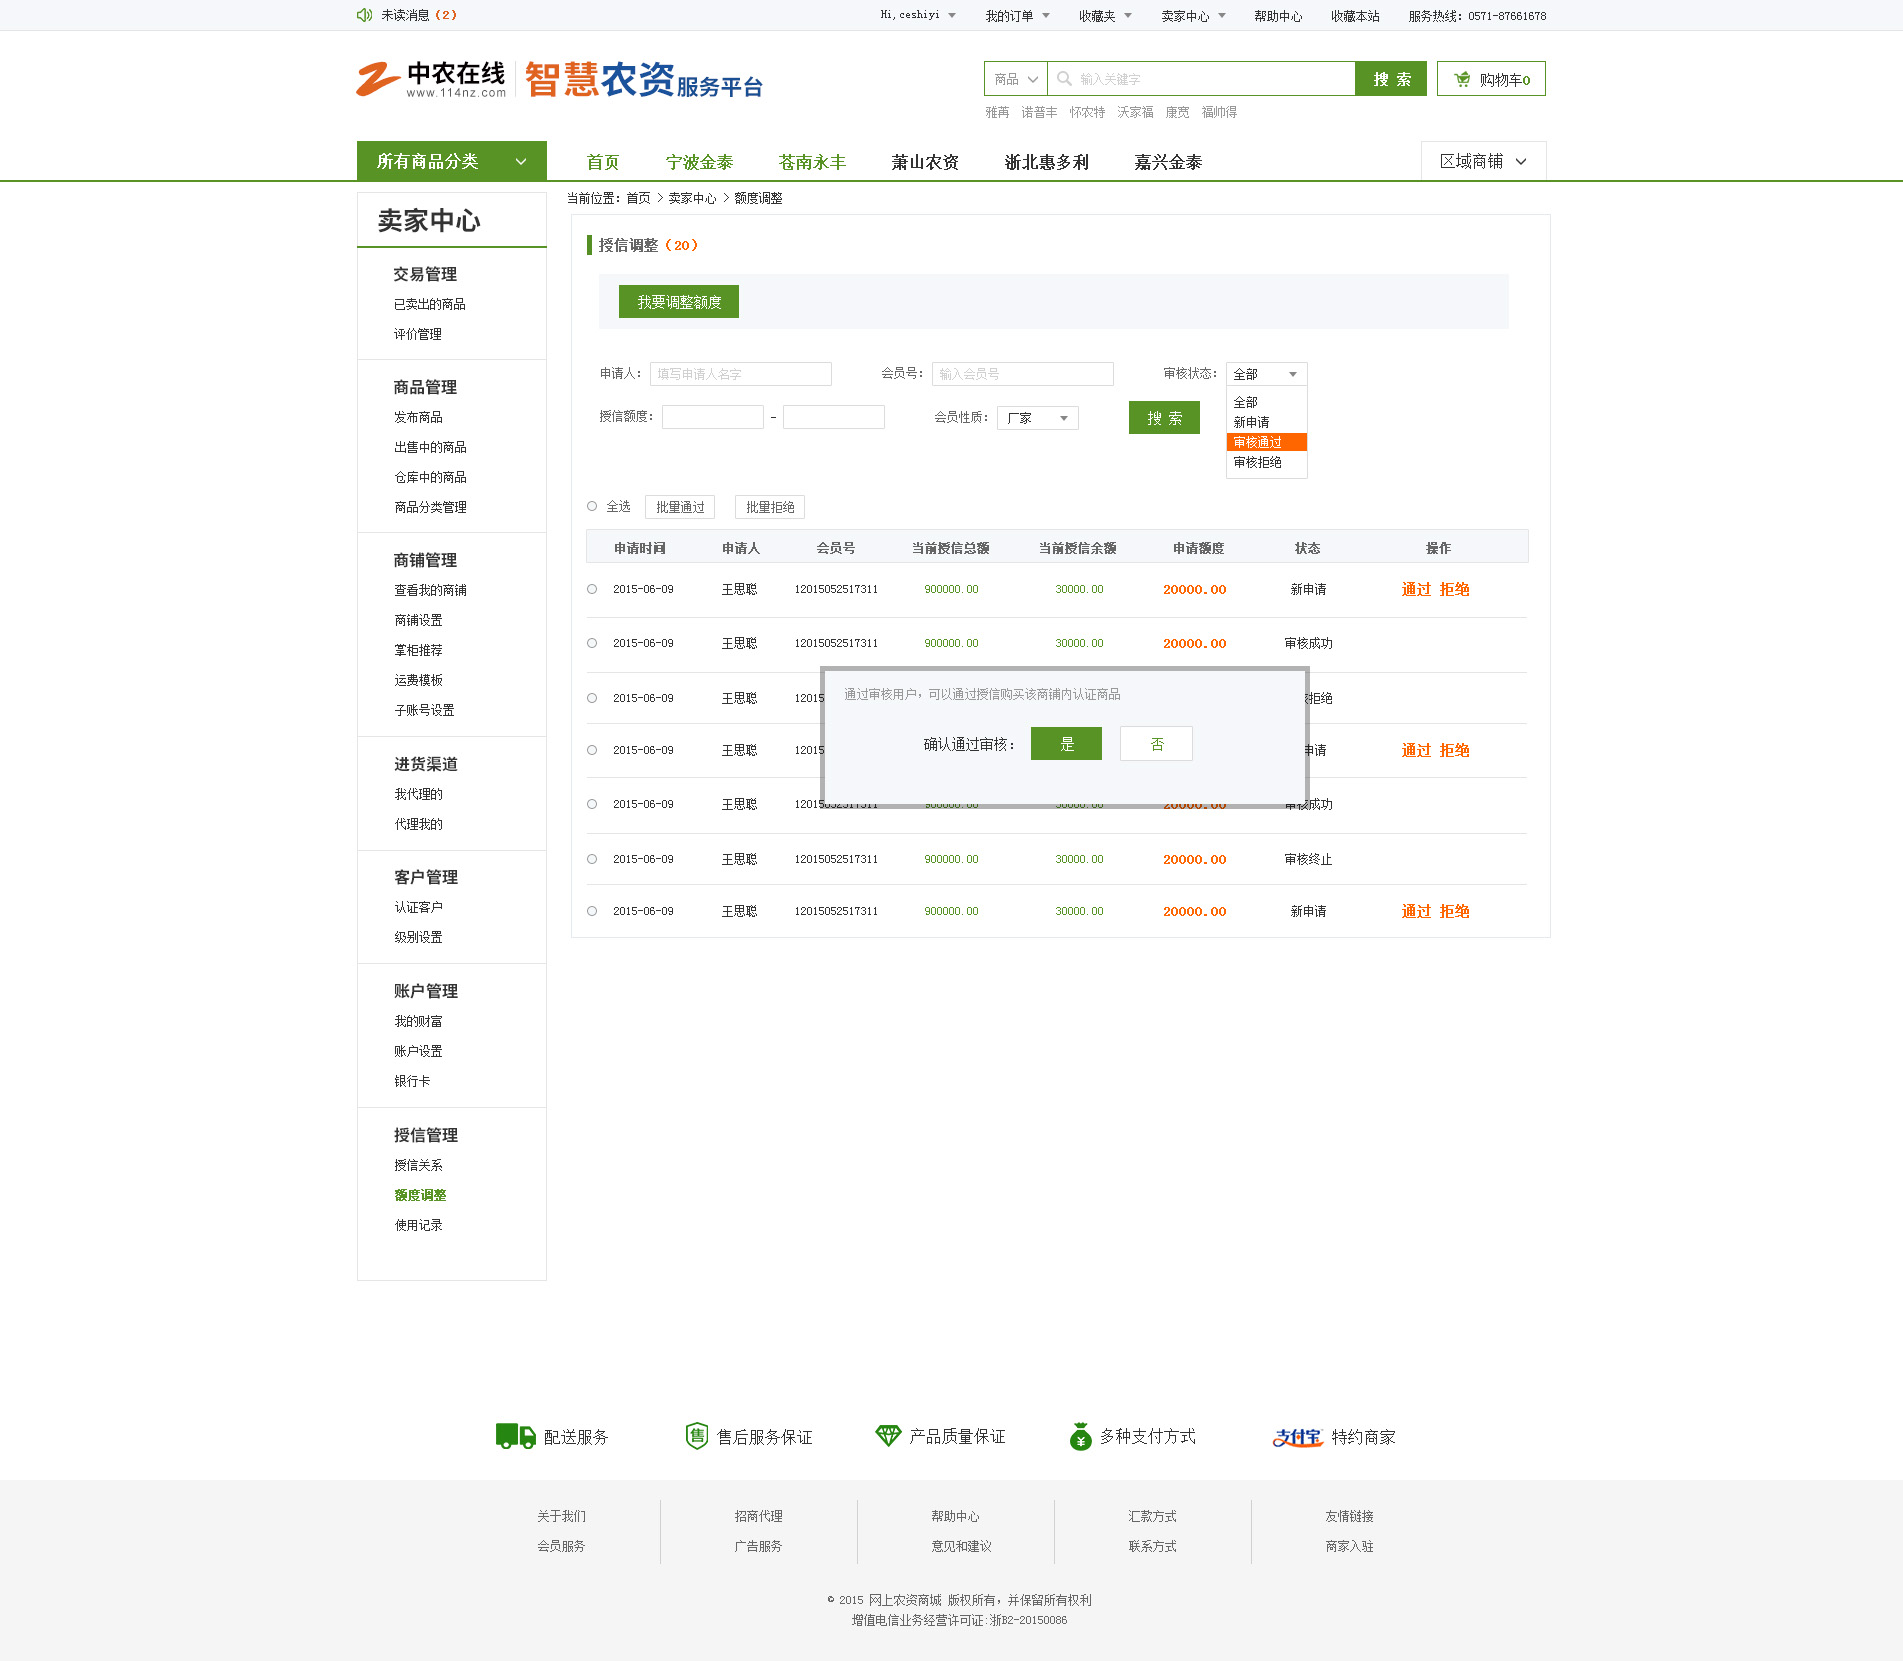 未读消息（2） Hi,ceshiyi 我的订单 收藏夹 卖家中心 帮助中心 收藏本站 服务热线：0571-87661678
中农在线 www.114nz.com 智慧农资服务平台
商品 输入关键字 搜 索 购物车0
雅苒 诺普丰 怀农特 沃家福 康宽 福帅得
所有商品分类 首页 宁波金泰 苍南永丰 萧山农资 浙北惠多利 嘉兴金泰 区域商铺
当前位置：首页 > 卖家中心 > 额度调整
卖家中心
交易管理
已卖出的商品
评价管理
商品管理
发布商品
出售中的商品
仓库中的商品
商品分类管理
商铺管理
查看我的商铺
商铺设置
掌柜推荐
运费模板
子账号设置
进货渠道
我代理的
代理我的
客户管理
认证客户
级别设置
账户管理
我的财富
账户设置
银行卡
授信管理
授信关系
额度调整
使用记录
授信调整（20）
我要调整额度
申请人： 填写申请人名字 会员号： 输入会员号 审核状态： 全部
全部
新申请
审核通过
审核拒绝
授信额度： - 会员性质： 厂家 搜 索
全选 批量通过 批量拒绝
申请时间 申请人 会员号 当前授信总额 当前授信余额 申请额度 状态 操作
2015-06-09 王思聪 12015052517311 900000.00 30000.00 20000.00 新申请 通过 拒绝
2015-06-09 王思聪 12015052517311 900000.00 30000.00 20000.00 审核成功
2015-06-09 王思聪 12015 拒绝
2015-06-09 王思聪 12015 申请 通过 拒绝
2015-06-09 王思聪 12015052517311 900000.00 30000.00 20000.00 审核成功
2015-06-09 王思聪 12015052517311 900000.00 30000.00 20000.00 审核终止
2015-06-09 王思聪 12015052517311 900000.00 30000.00 20000.00 新申请 通过 拒绝
通过审核用户，可以通过授信购买该商铺内认证商品
确认通过审核： 是 否
配送服务 售 售后服务保证 产品质量保证 ¥ 多种支付方式 支付宝 特约商家
关于我们 招商代理 帮助中心 汇款方式 友情链接
会员服务 广告服务 意见和建议 联系方式 商家入驻
© 2015 网上农资商城 版权所有，并保留所有权利
增值电信业务经营许可证:浙B2-20150086